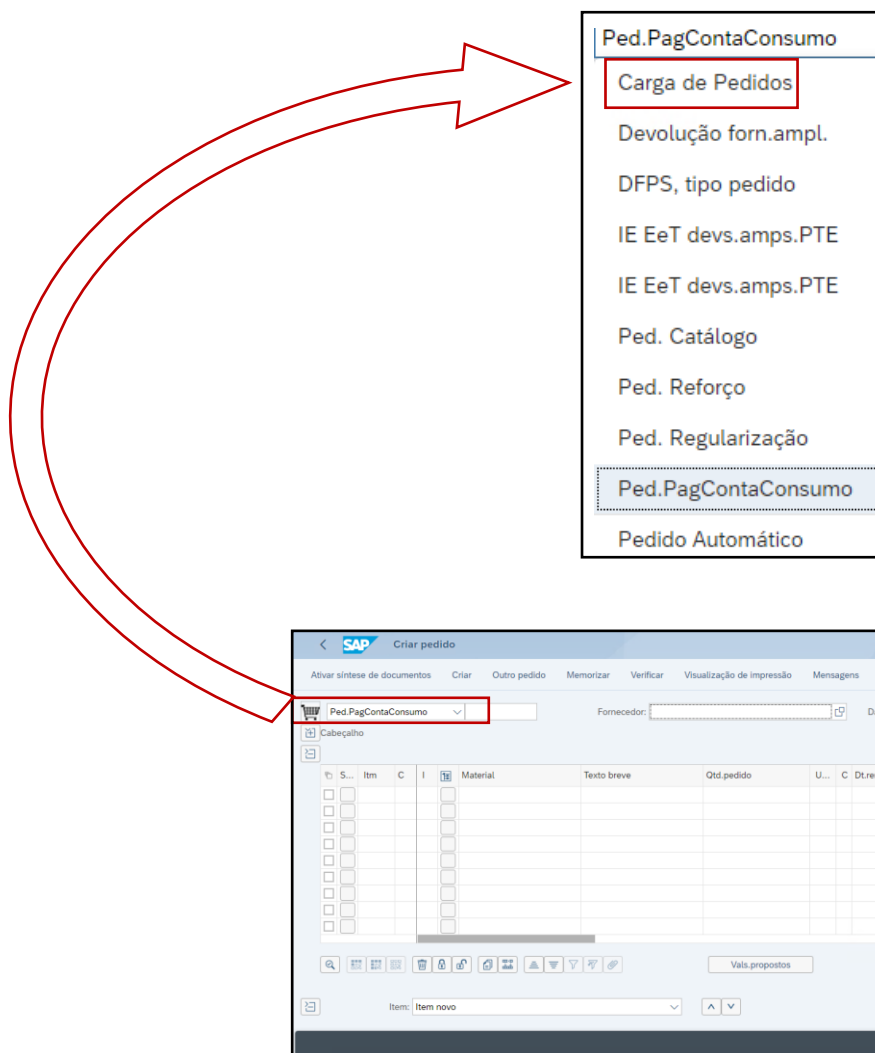 Ped.PagContaConsumo
Carga de Pedidos
Devolução forn.ampl.
DFPS, tipo pedido
IE EeT devs.amps.PTE
IE EeT devs.amps.PTE
Ped. Catálogo
Ped. Reforço
Ped. Regularização
Ped.PagContaConsumo
Pedido Automático
SAP Criar pedido
Ativar síntese de documentos Criar Outro pedido Memorizar Verificar Visualização de impressão Mensagens
Ped.PagContaConsumo Fornecedor:
Cabeçalho
S... Itm C I Material Texto breve Qtd.pedido U... C
Vals.propostos
Item: Item novo